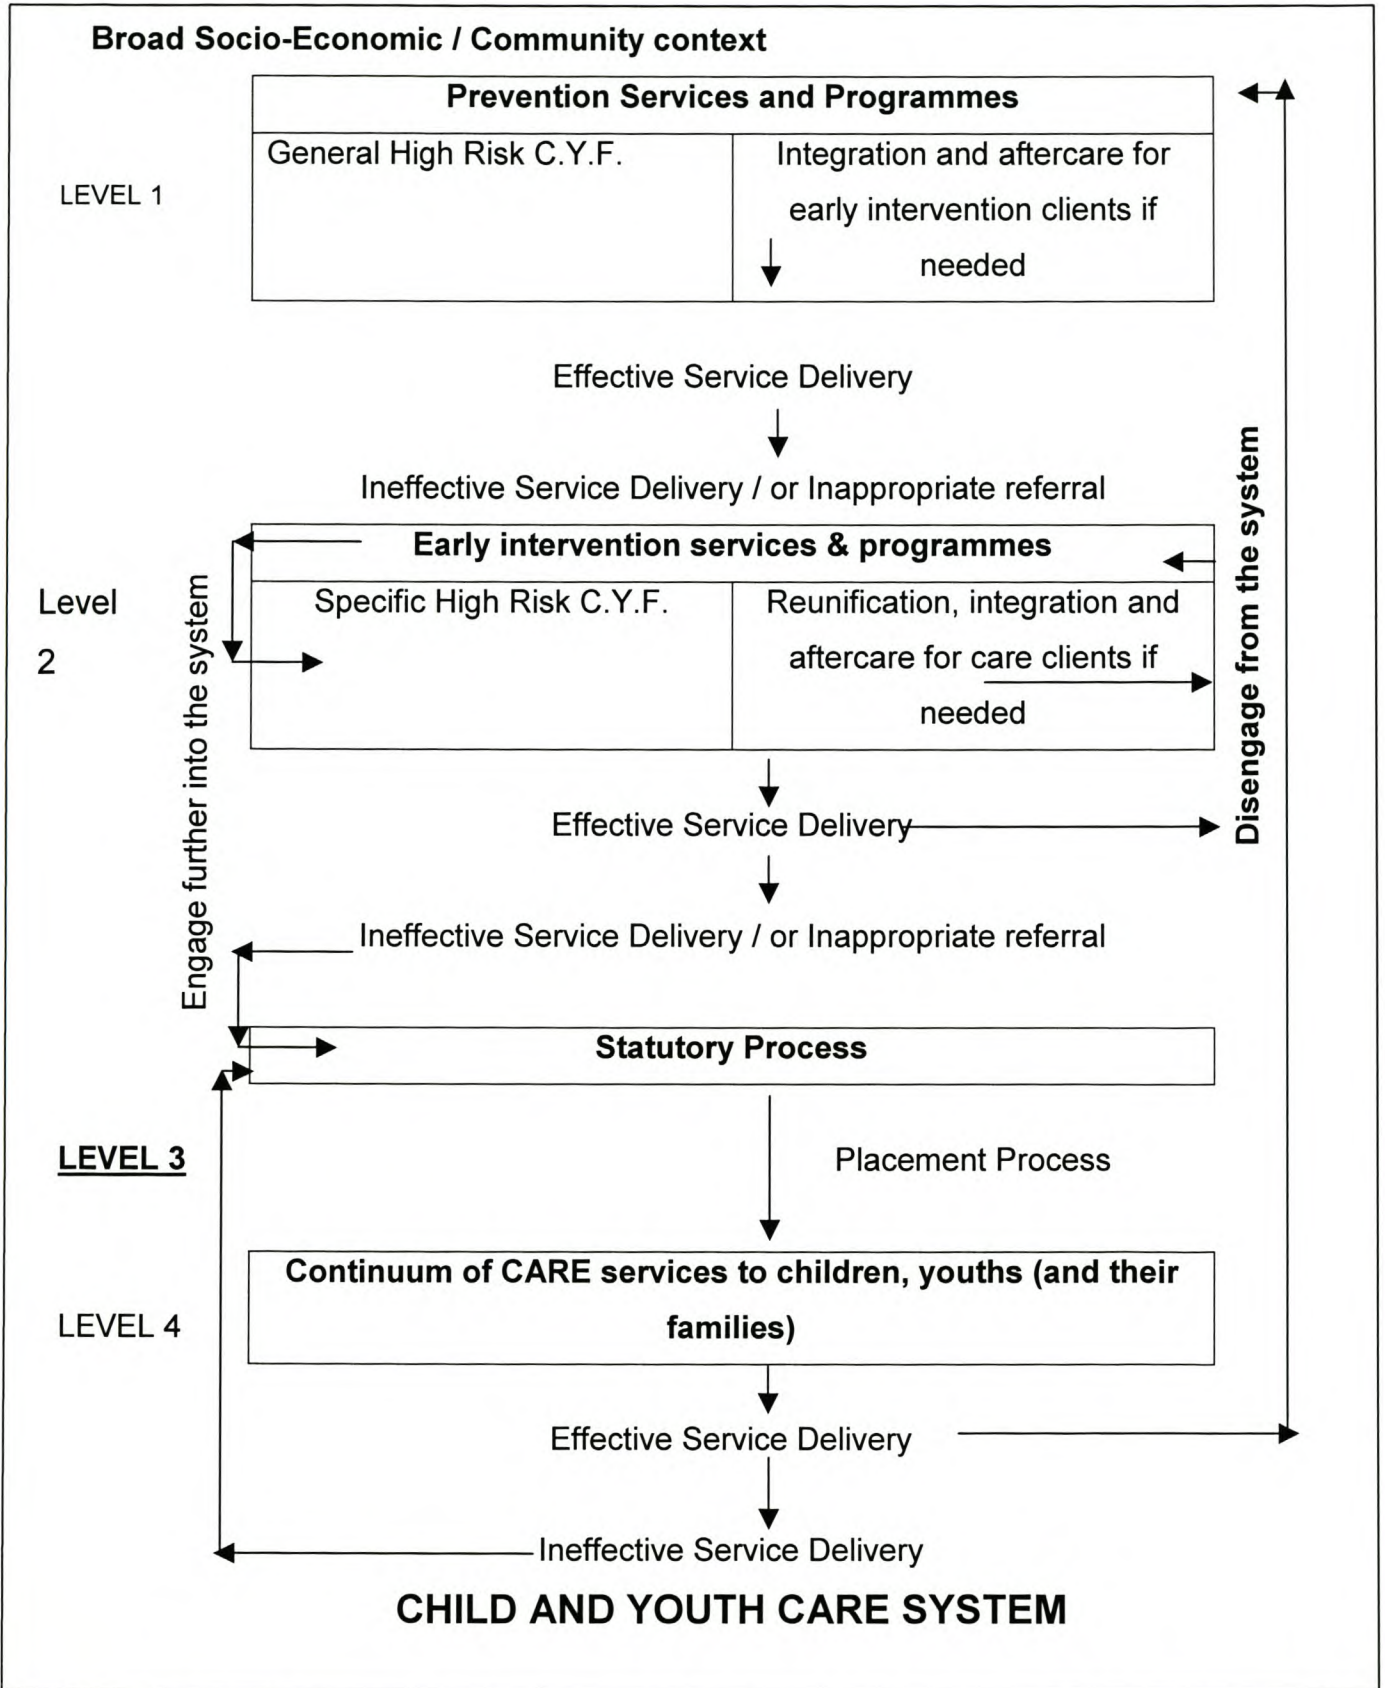 Broad Socio-Economic / Community context
Prevention Services and Programmes
LEVEL 1
General High Risk C.Y.F.
Integration and aftercare for
early intervention clients if
needed
Effective Service Delivery
Ineffective Service Delivery / or Inappropriate referral
Early intervention services & programmes
Level
2
Specific High Risk C.Y.F.
Reunification, integration and
aftercare for care clients if
needed
Engage further into the system
Disengage from the system
Effective Service Delivery
Ineffective Service Delivery / or Inappropriate referral
Statutory Process
LEVEL 3
Placement Process
Continuum of CARE services to children, youths (and their
families)
LEVEL 4
Effective Service Delivery
Ineffective Service Delivery
CHILD AND YOUTH CARE SYSTEM